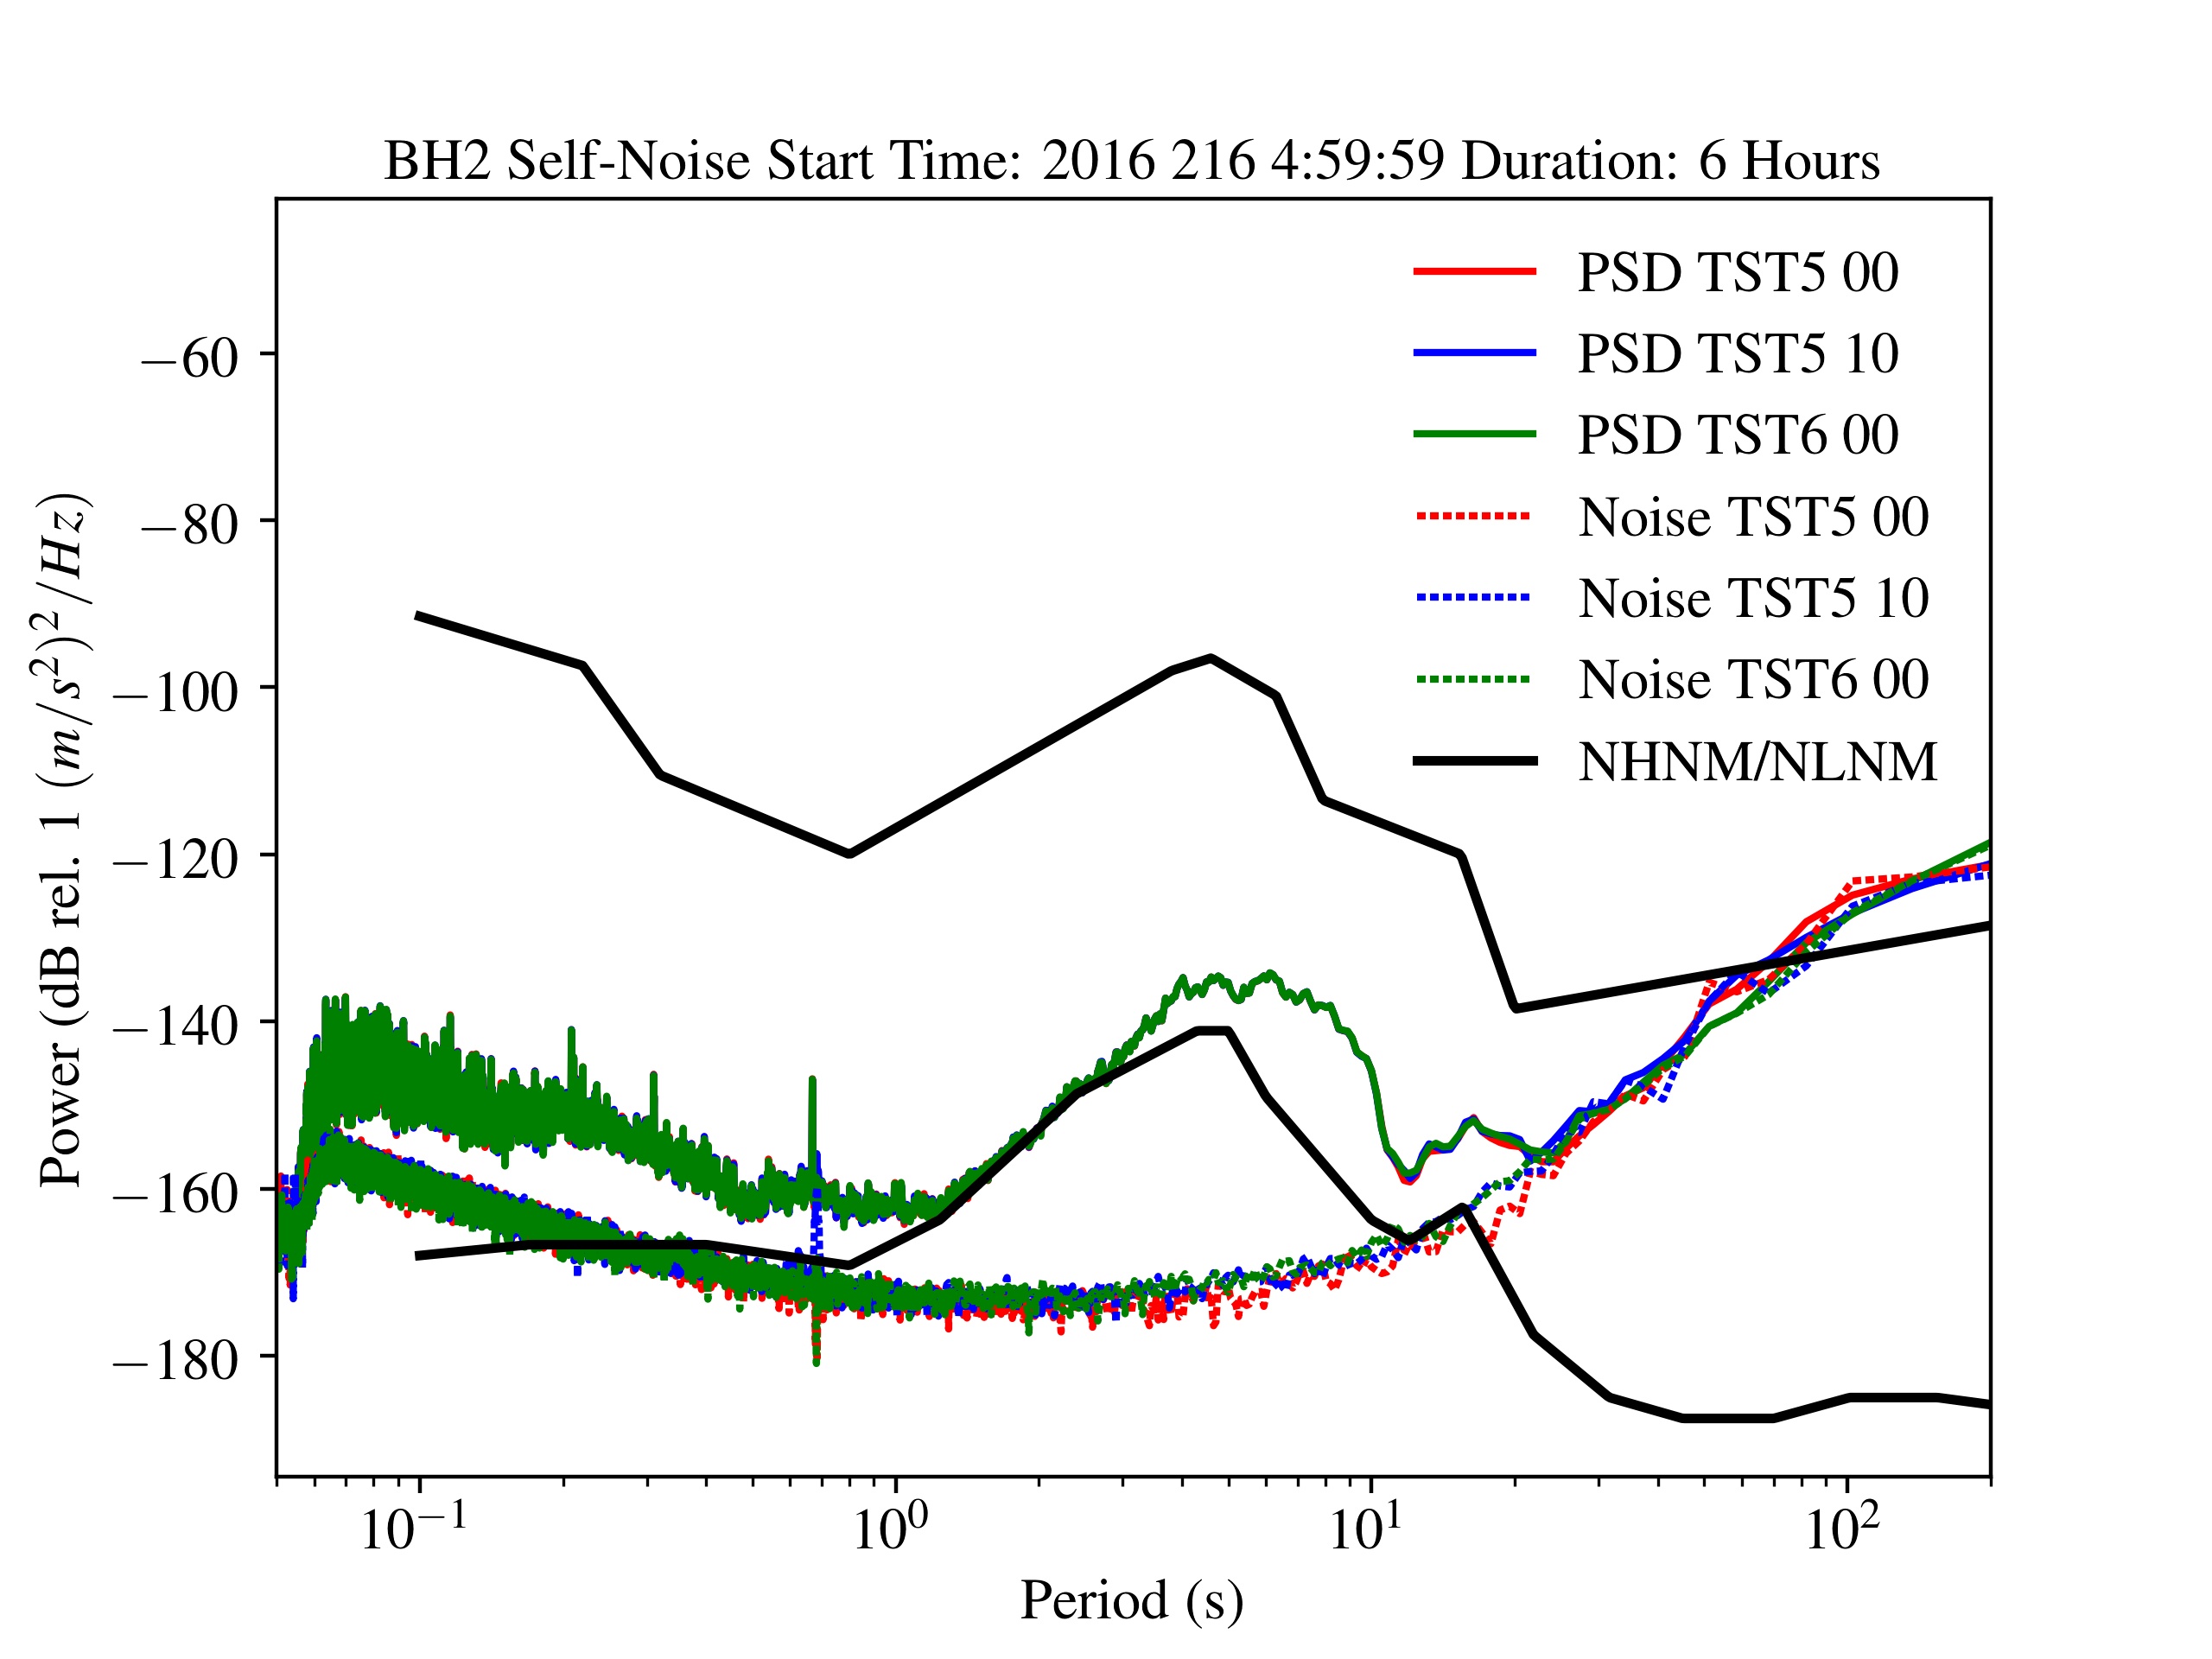 BH2 Self-Noise Start Time: 2016 216 4:59:59 Duration: 6 Hours
PSD TST5 00
PSD TST5 10
PSD TST6 00
Noise TST5 00
Noise TST5 10
Noise TST6 00
NHNM/NLNM
Power (dB rel. 1 (m/s²)²/Hz)
−60
−80
−100
−120
−140
−160
−180
10⁻¹
10⁰
10¹
10²
Period (s)